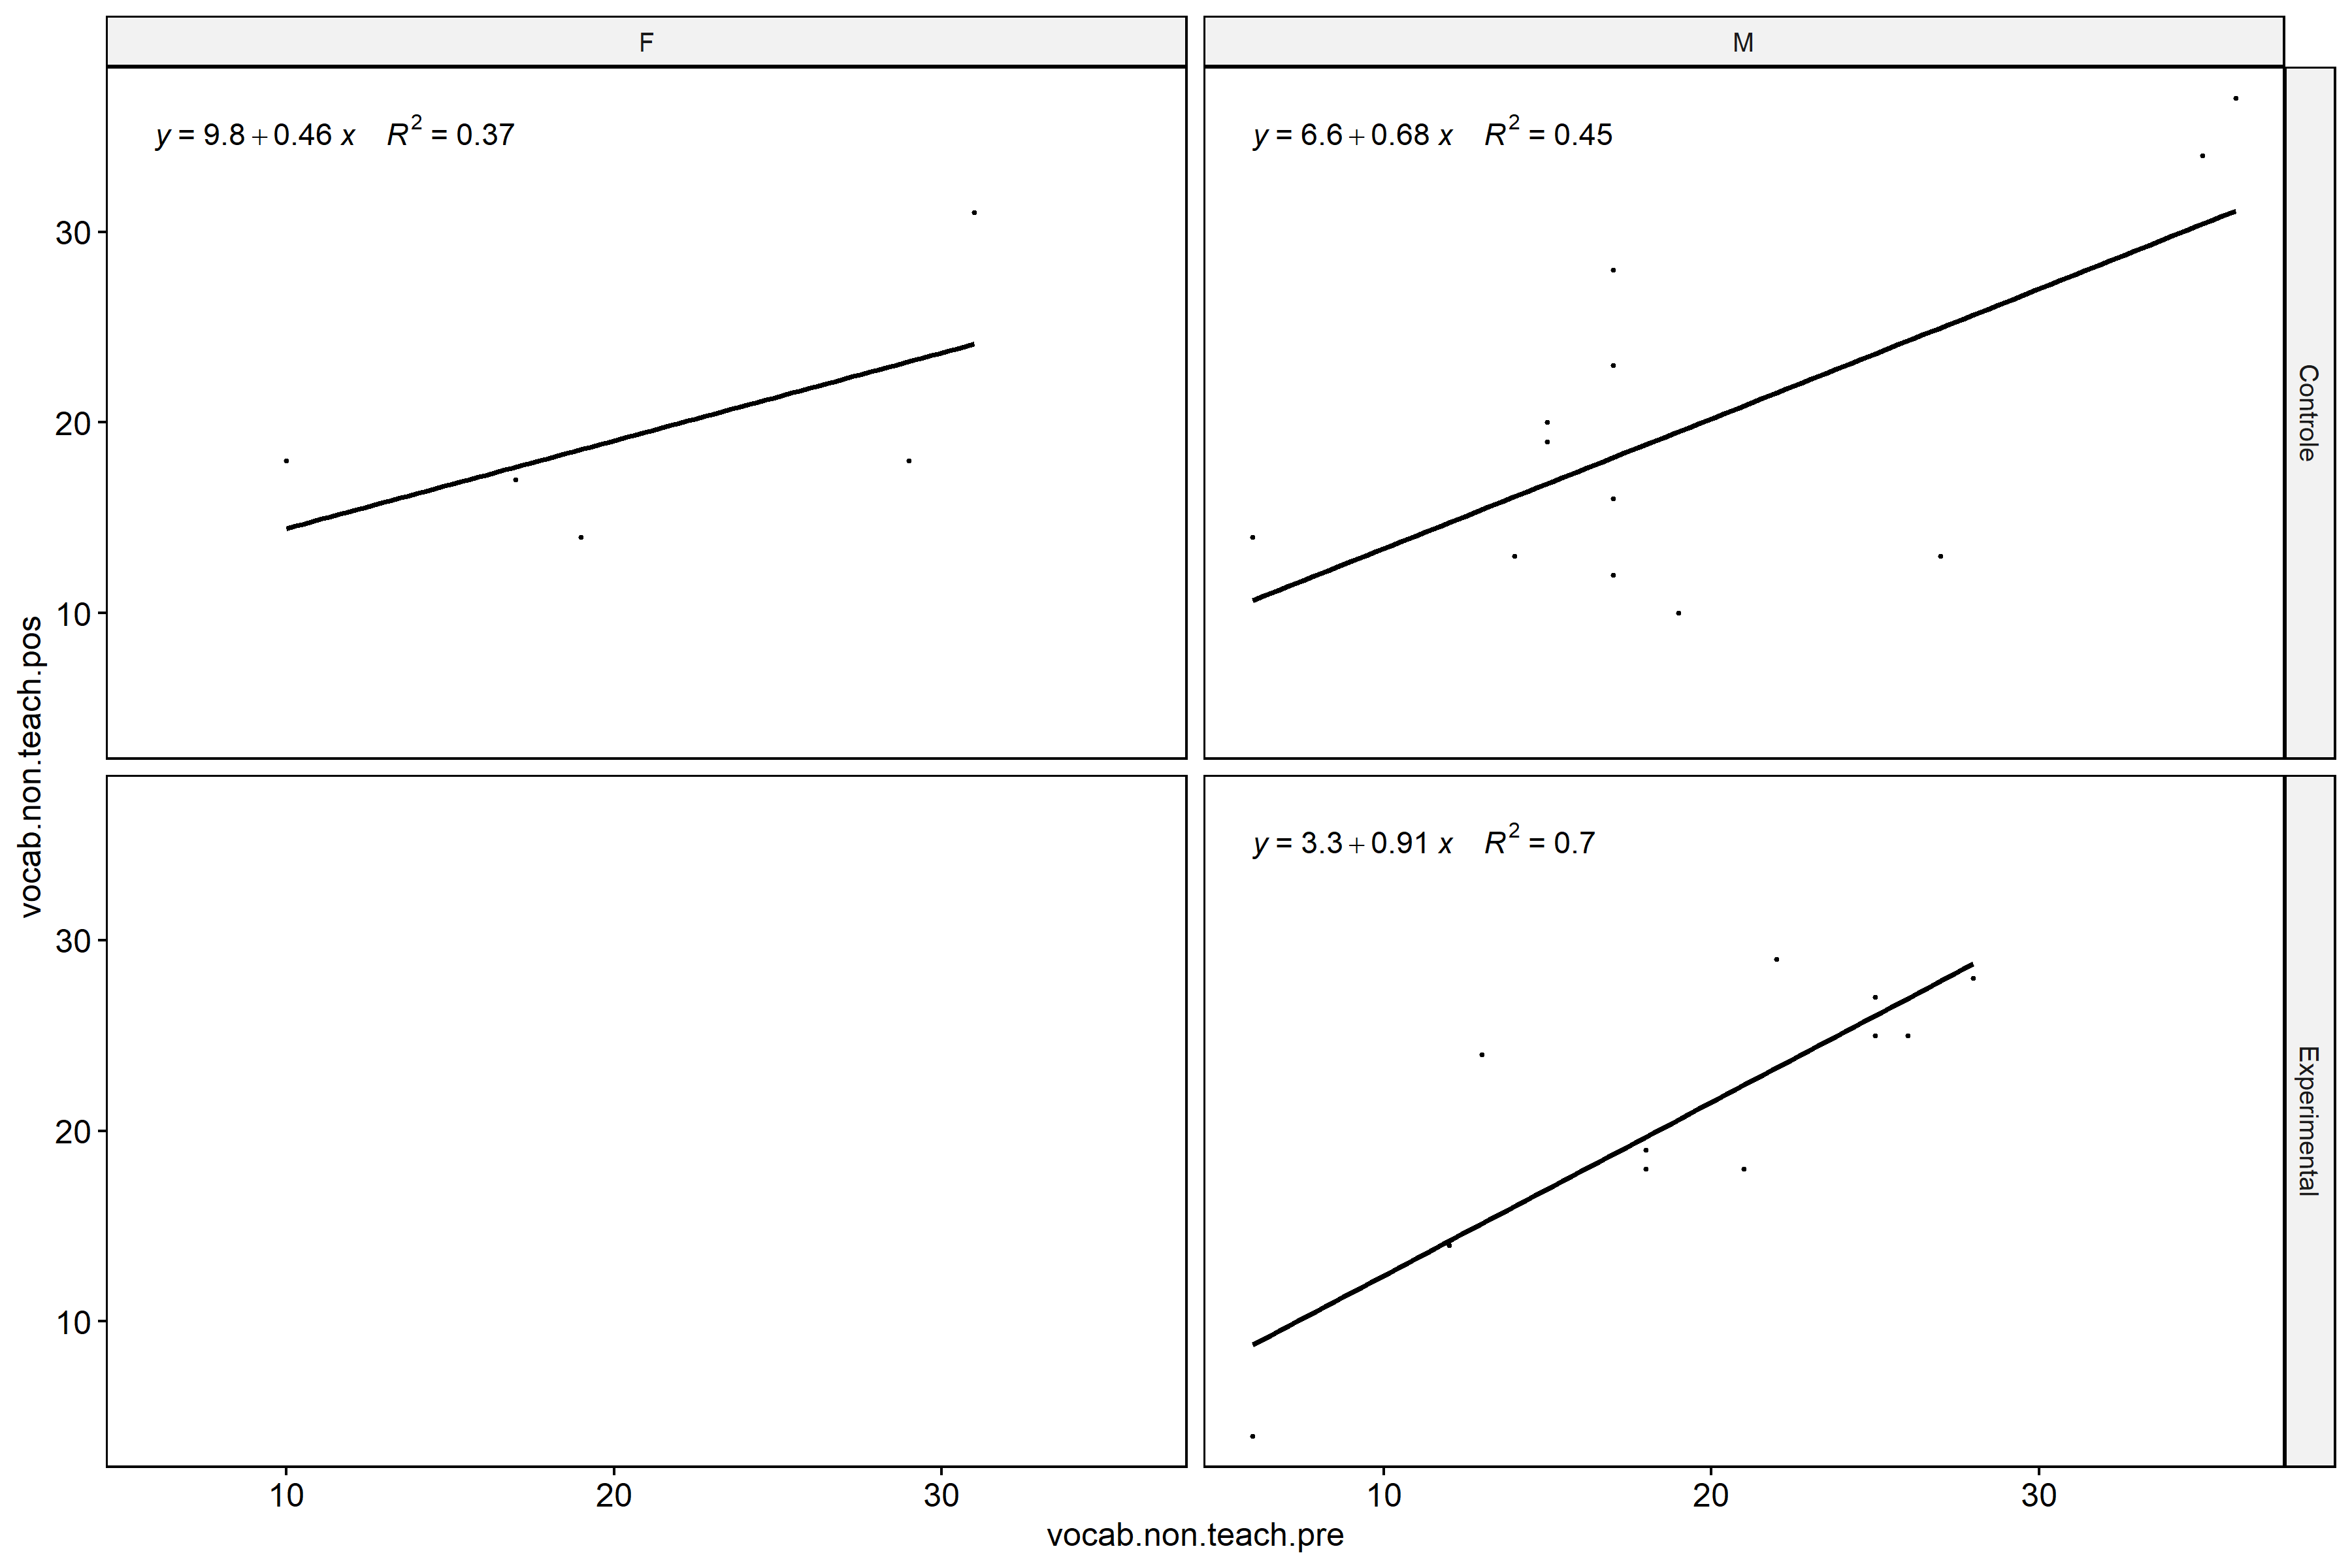 F
M
y = 9.8 + 0.46 x R² = 0.37
y = 6.6 + 0.68 x R² = 0.45
30
20
10
Controle
vocab.non.teach.pos
y = 3.3 + 0.91 x R² = 0.7
30
20
10
Experimental
10 20 30
10 20 30
vocab.non.teach.pre